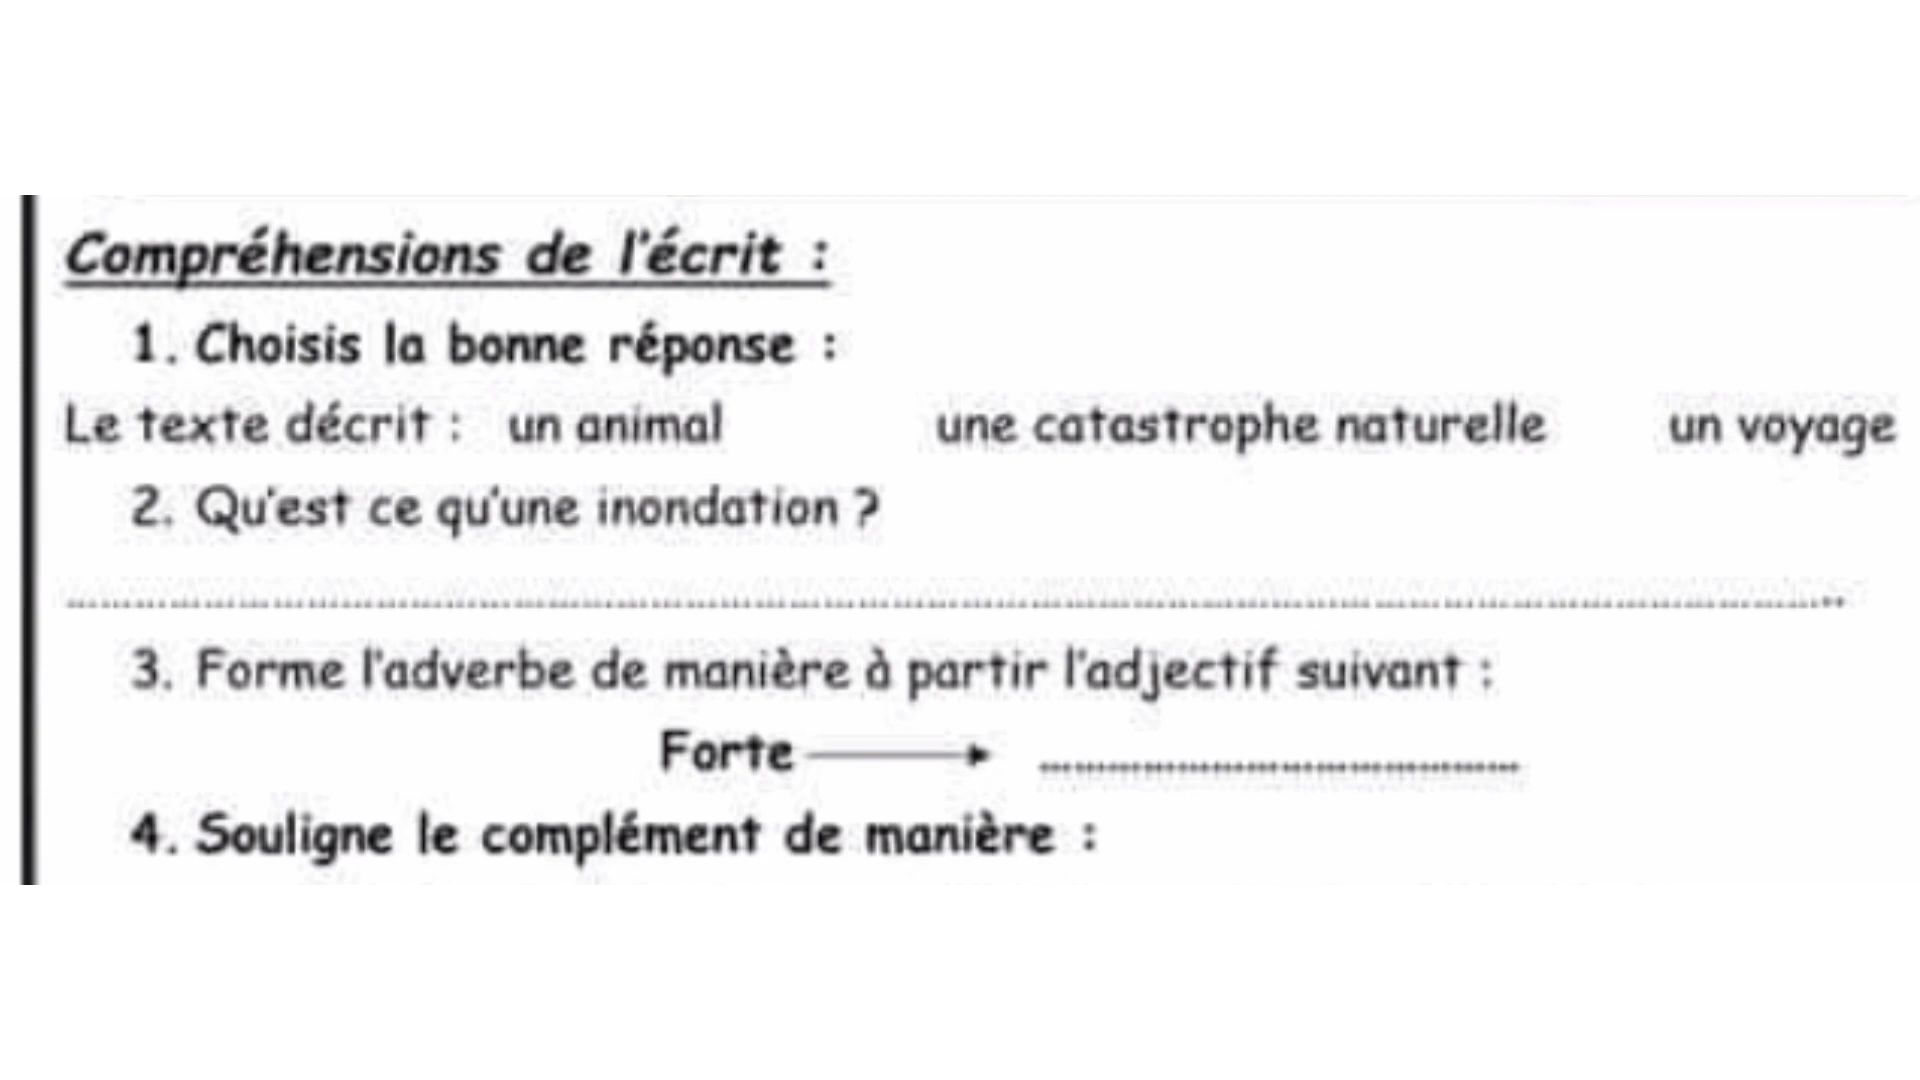 Compréhensions de l'écrit :
1. Choisis la bonne réponse :
Le texte décrit : un animal une catastrophe naturelle un voyage
2. Qu'est ce qu'une inondation ?
........................................................................................................................
3. Forme l'adverbe de manière à partir l'adjectif suivant :
Forte → ........................................
4. Souligne le complément de manière :